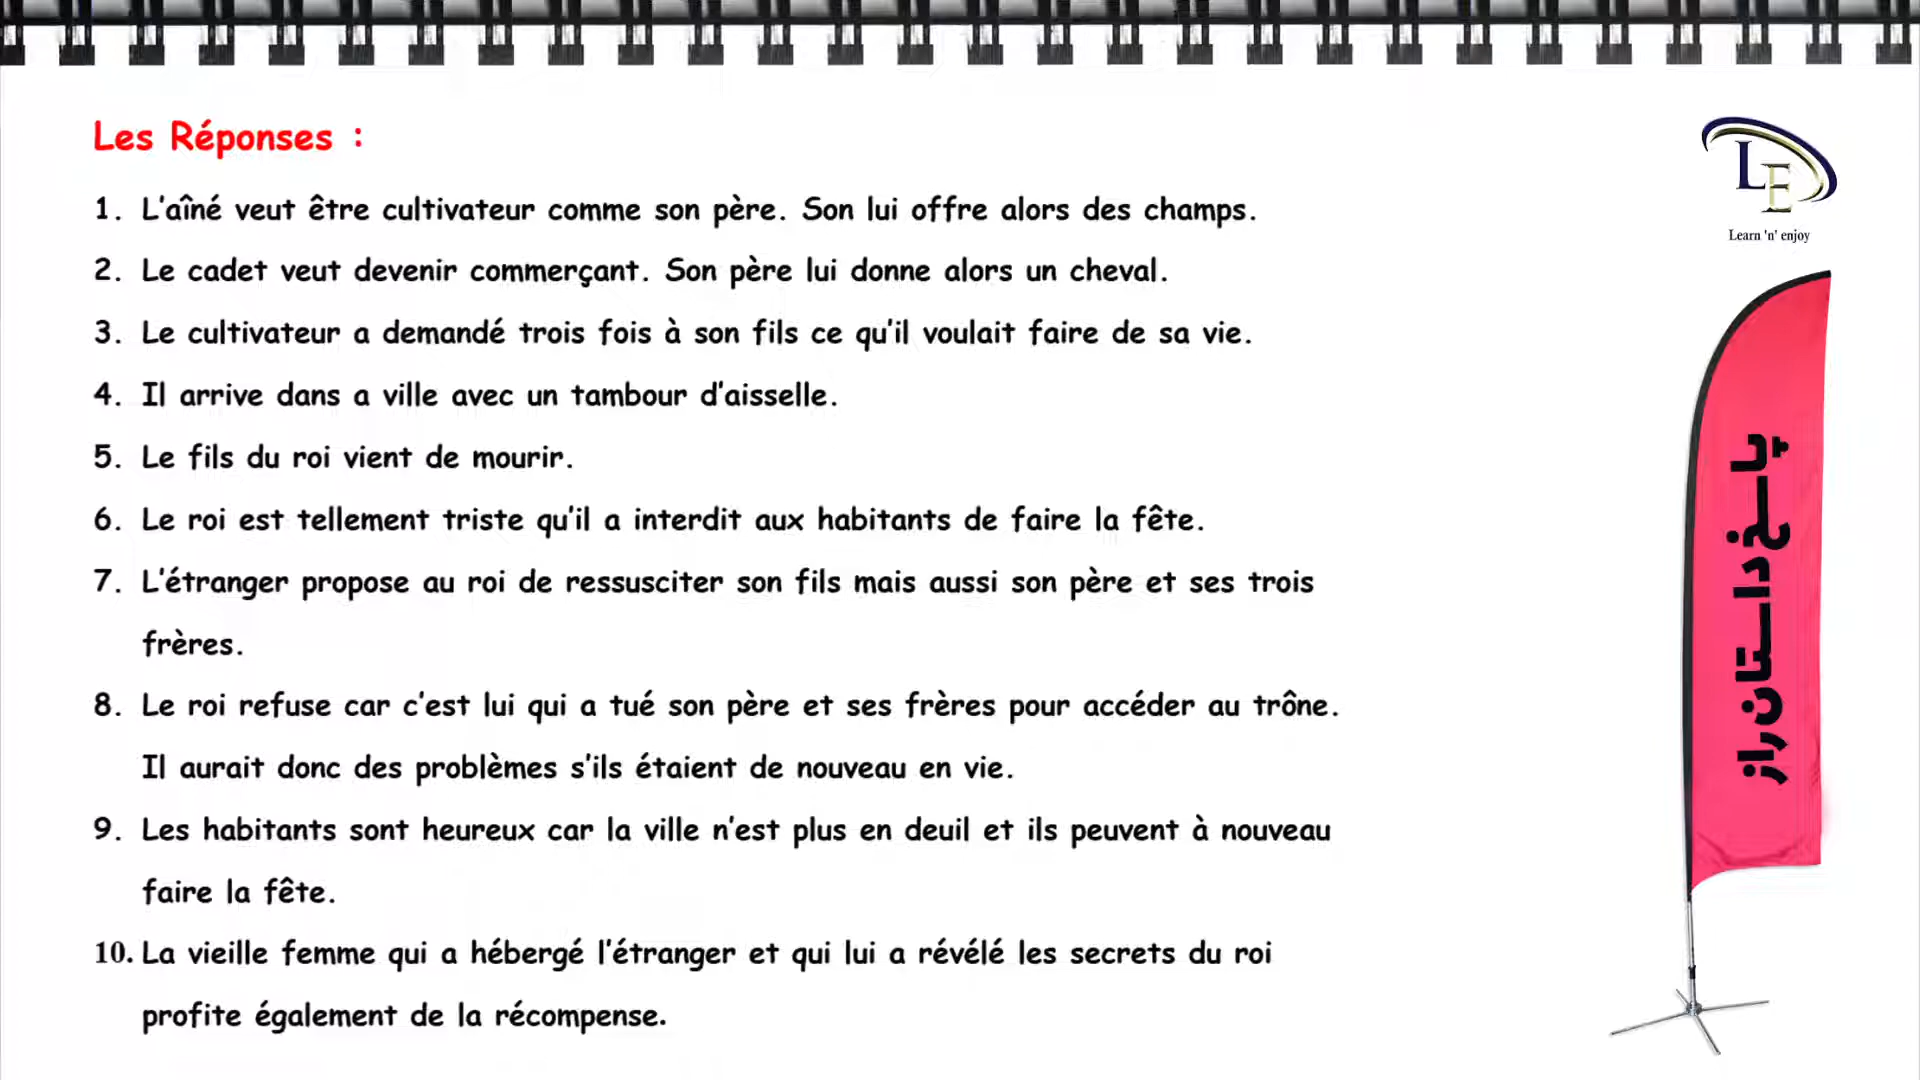 Les Réponses :
1. L'aîné veut être cultivateur comme son père. Son lui offre alors des champs.
2. Le cadet veut devenir commerçant. Son père lui donne alors un cheval.
3. Le cultivateur a demandé trois fois à son fils ce qu'il voulait faire de sa vie.
4. Il arrive dans a ville avec un tambour d'aisselle.
5. Le fils du roi vient de mourir.
6. Le roi est tellement triste qu'il a interdit aux habitants de faire la fête.
7. L'étranger propose au roi de ressusciter son fils mais aussi son père et ses trois
frères.
8. Le roi refuse car c'est lui qui a tué son père et ses frères pour accéder au trône.
Il aurait donc des problèmes s'ils étaient de nouveau en vie.
9. Les habitants sont heureux car la ville n'est plus en deuil et ils peuvent à nouveau
faire la fête.
10. La vieille femme qui a hébergé l'étranger et qui lui a révélé les secrets du roi
profite également de la récompense.
LE
Learn 'n' enjoy
پاسخ داستان راز